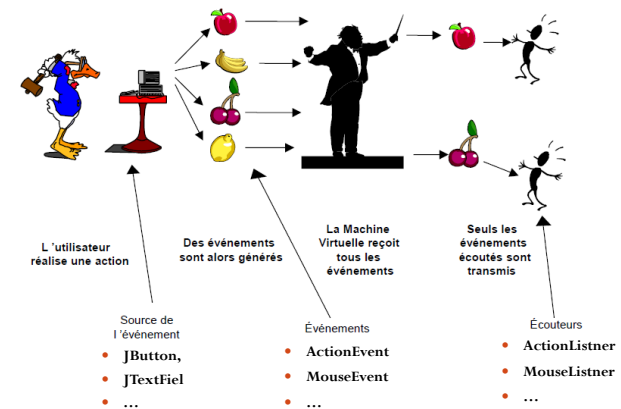 L 'utilisateur
réalise une action
Des événements
sont alors générés
La Machine
Virtuelle reçoit
tous les
événements
Seuls les
événements
écoutés sont
transmis
Source de
l 'événement
• JButton,
• JTextFiel
• ...
Événements
• ActionEvent
• MouseEvent
• ...
Écouteurs
• ActionListner
• MouseListner
• ...